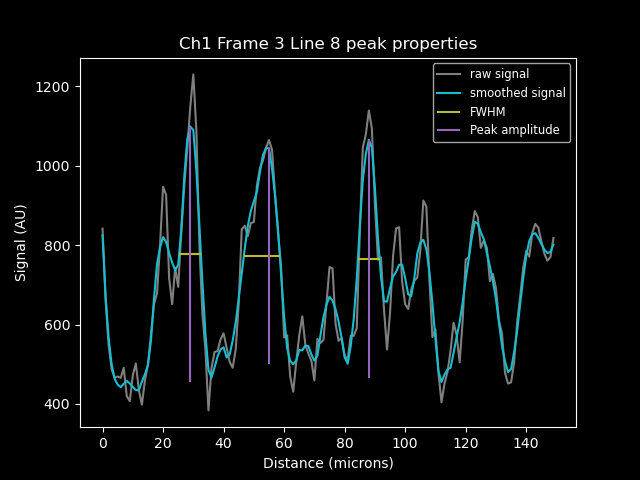 Ch1 Frame 3 Line 8 peak properties
raw signal
smoothed signal
FWHM
Peak amplitude
Signal (AU)
1200
1000
800
600
400
0 20 40 60 80 100 120 140
Distance (microns)